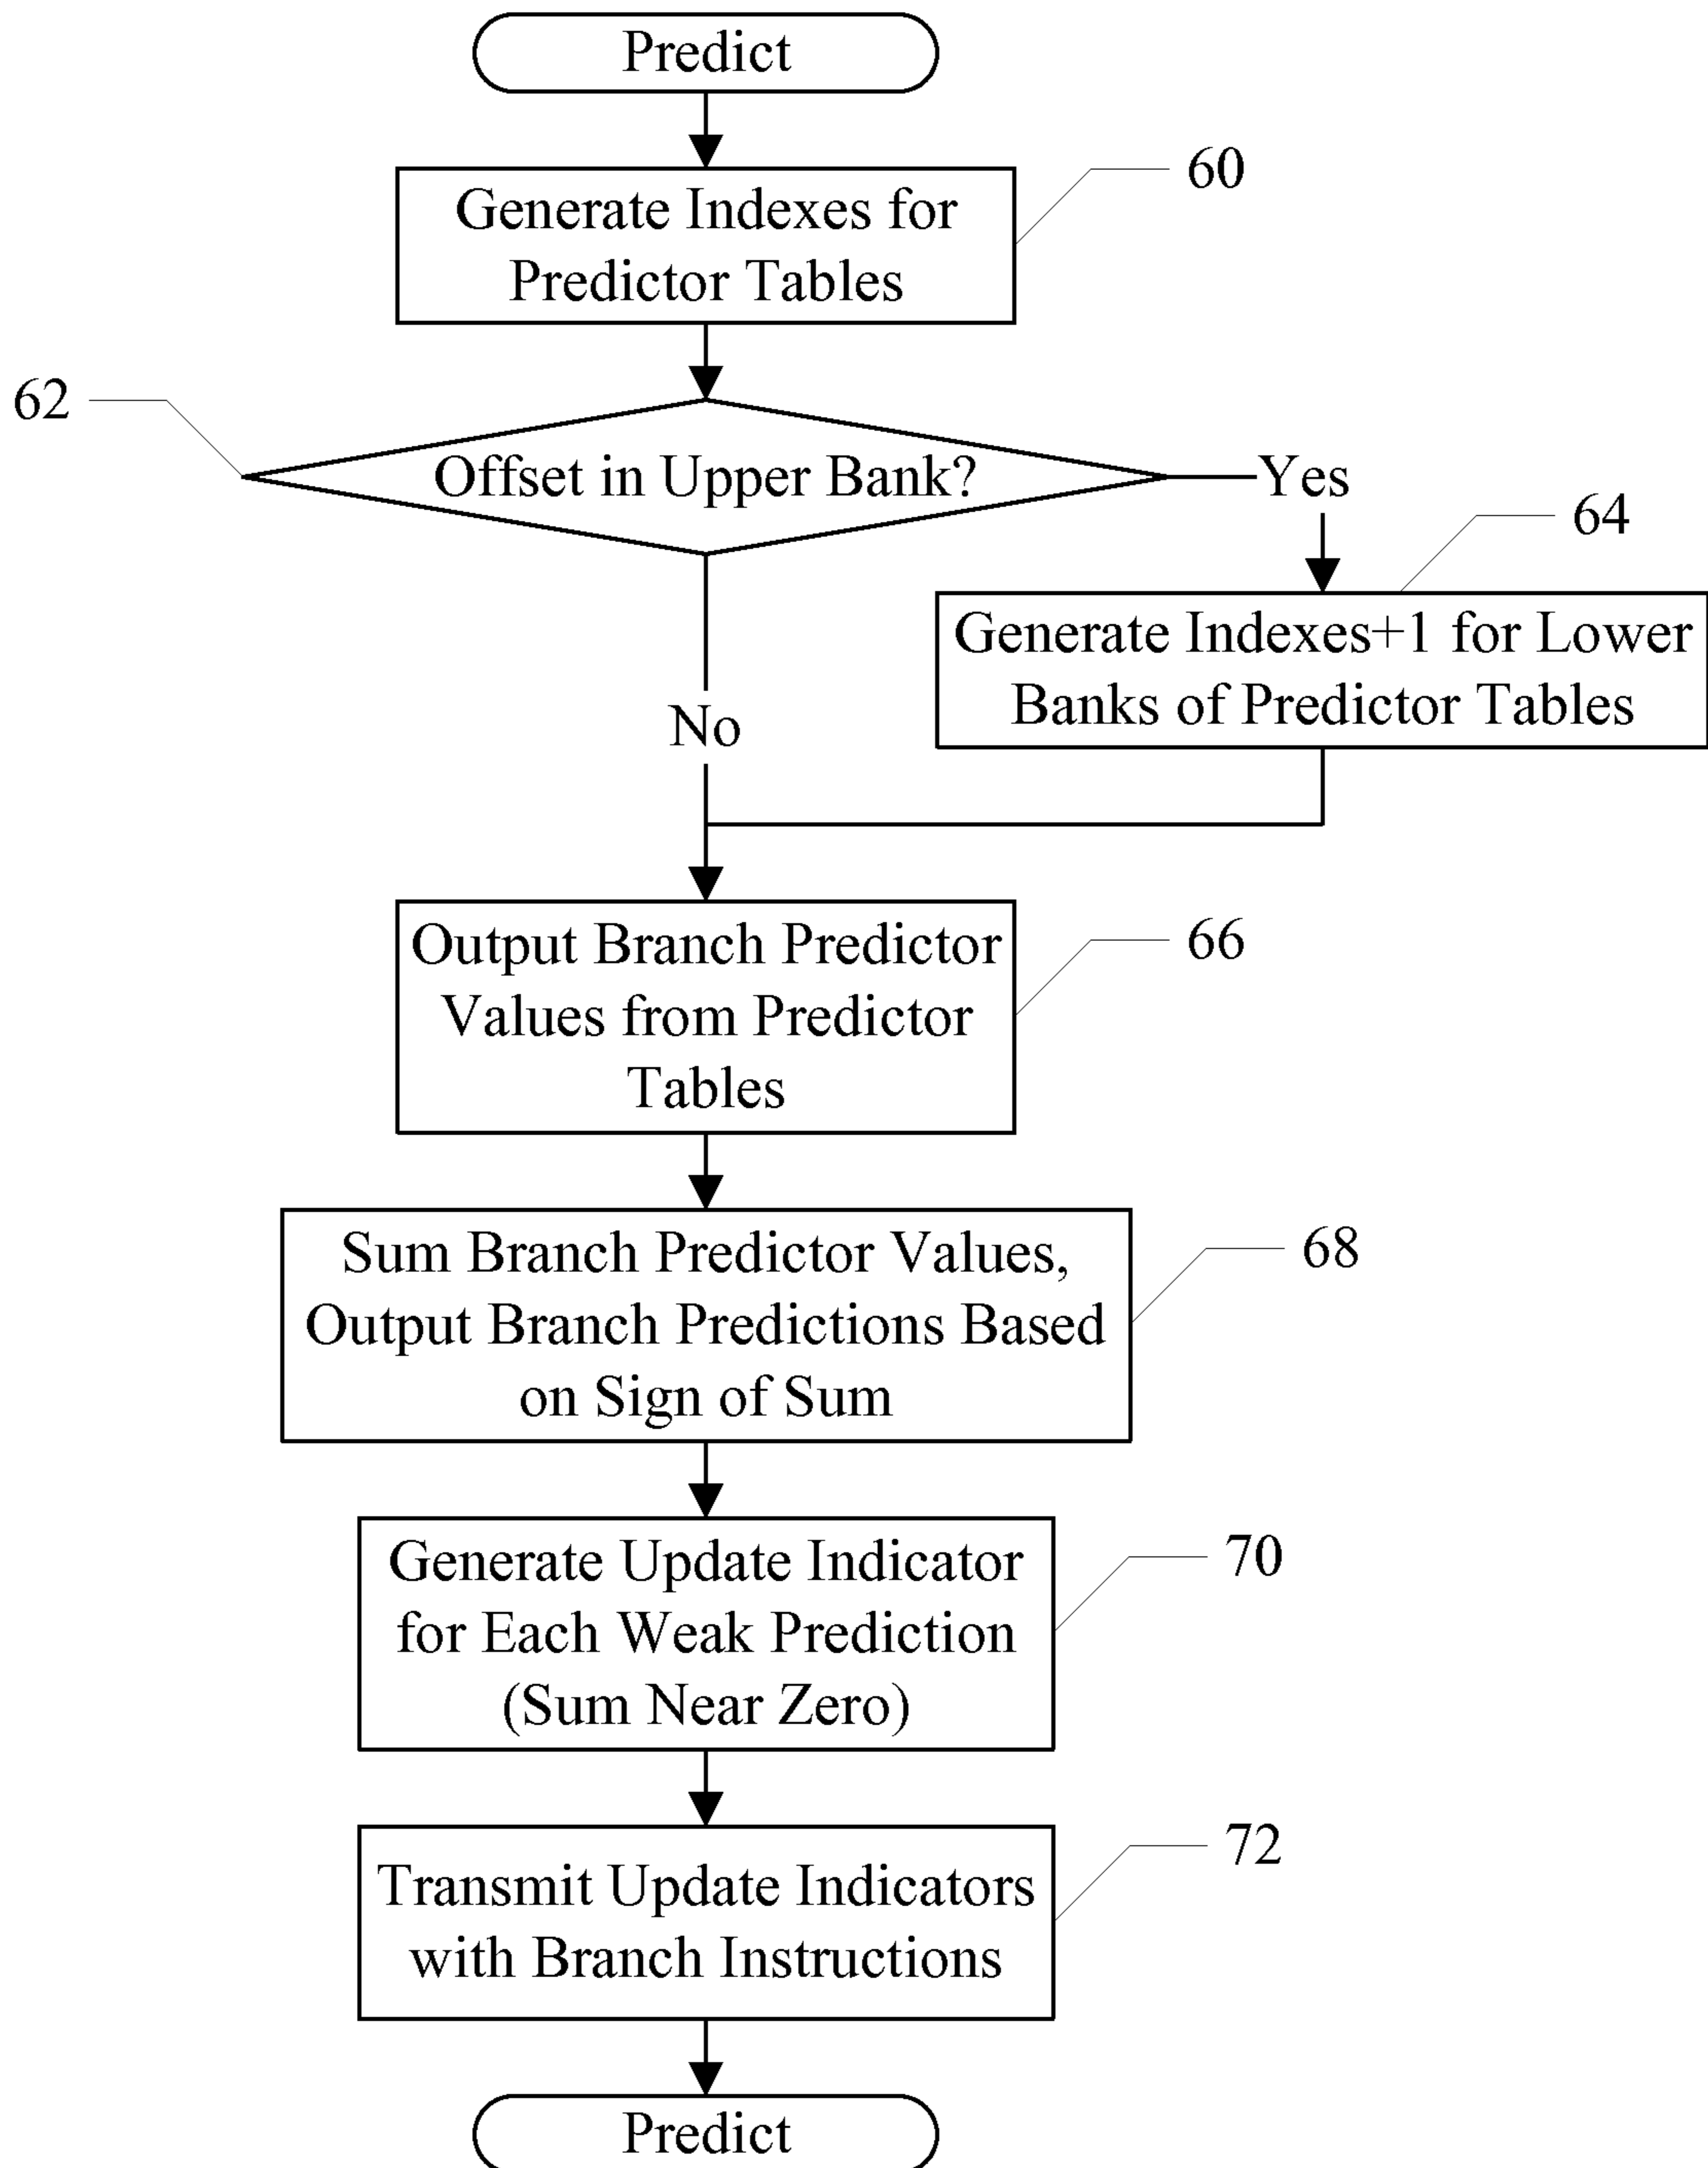 Predict
60
Generate Indexes for
Predictor Tables
62
Offset in Upper Bank?
Yes
64
Generate Indexes+1 for Lower
Banks of Predictor Tables
No
66
Output Branch Predictor
Values from Predictor
Tables
68
Sum Branch Predictor Values,
Output Branch Predictions Based
on Sign of Sum
70
Generate Update Indicator
for Each Weak Prediction
(Sum Near Zero)
72
Transmit Update Indicators
with Branch Instructions
Predict